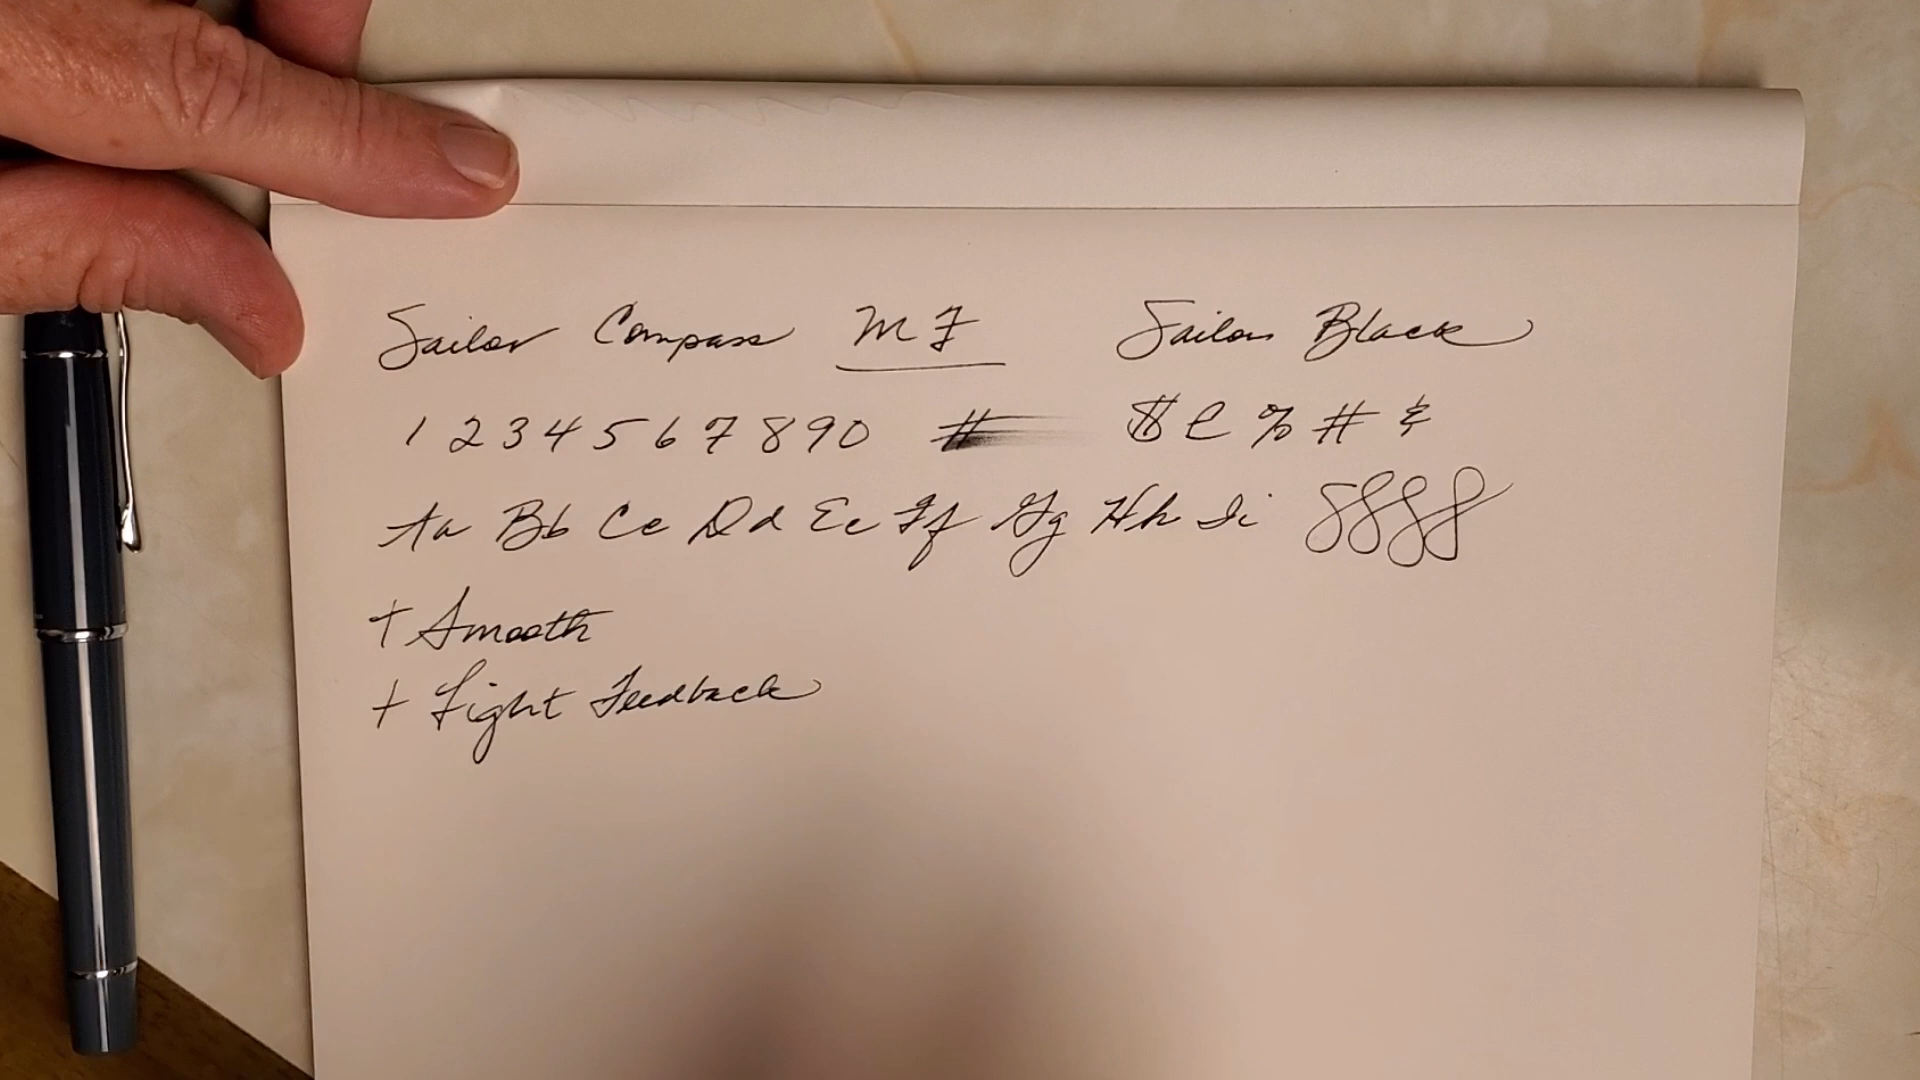 Sailor Compass MF Sailor Black
1 2 3 4 5 6 7 8 9 0 # $ @ % # &
Aa Bb Cc Dd Ee Ff Gg Hh Ii
+ Smooth
+ Light Feedback